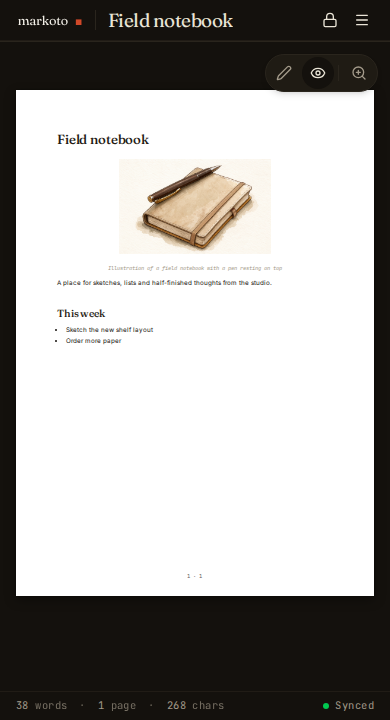 markoto
Field notebook
Field notebook
Illustration of a field notebook with a pen resting on top
A place for sketches, lists and half-finished thoughts from the studio.
This week
• Sketch the new shelf layout
• Order more paper
1 - 1
38 words · 1 page · 268 chars
Synced